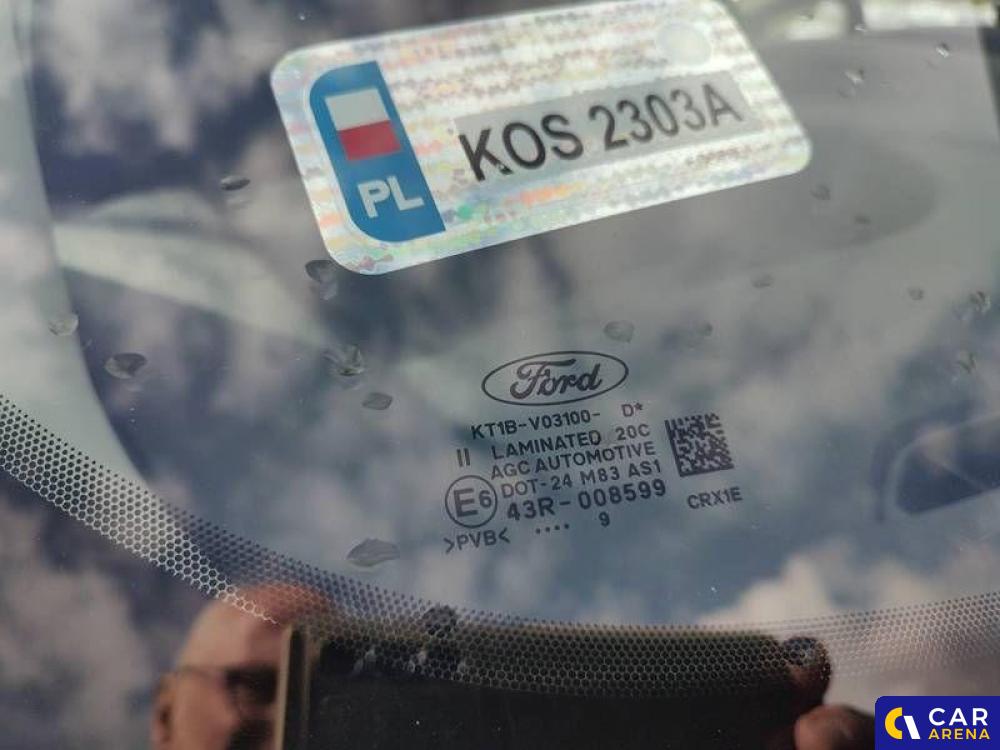 PL
KOS 2303A
Ford
KT1B-V03100- D*
II LAMINATED 20C
AGC AUTOMOTIVE
E6 DOT-24 M83 AS1
43R-008599
CRX1E
>PVB< .... 9
CAR
ARENA